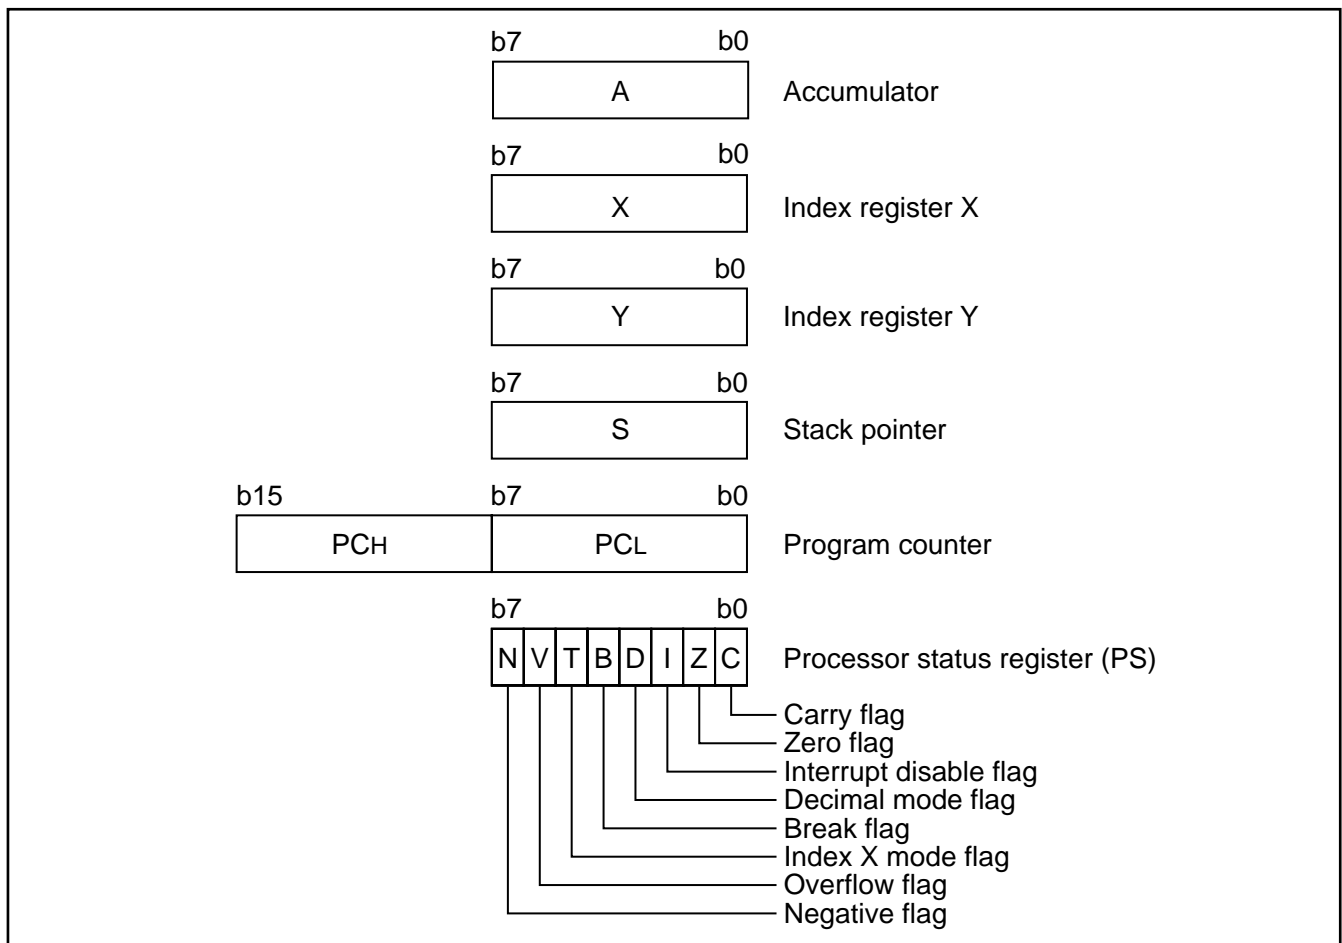 b7 b0
A Accumulator
b7 b0
X Index register X
b7 b0
Y Index register Y
b7 b0
S Stack pointer
b15 b7 b0
PCH PCL Program counter
b7 b0
N V T B D I Z C Processor status register (PS)
Carry flag
Zero flag
Interrupt disable flag
Decimal mode flag
Break flag
Index X mode flag
Overflow flag
Negative flag